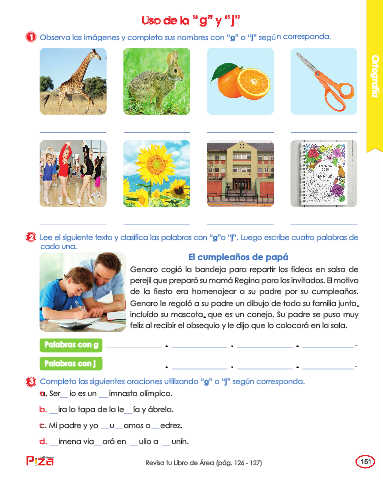 Uso de la "g" y "j"
1 Observa las imágenes y completa sus nombres con "g" o "j" según corresponda.
Ortografía
2 Lee el siguiente texto y clasifica las palabras con "g"o "j". Luego escribe cuatro palabras de
cada una.
El cumpleaños de papá
Genaro cogió la bandeja para repartir los fideos en salsa de
perejil que preparó su mamá Regina para los invitados. El motivo
de la fiesta era homenajear a su padre por su cumpleaños.
Genaro le regaló a su padre un dibujo de toda su familia junta,
incluida su mascota, que es un conejo. Su padre se puso muy
feliz al recibir el obsequio y le dijo que lo colocará en la sala.
Palabras con g
Palabras con j
3 Completa las siguientes oraciones utilizando "g" o "j" según corresponda.
a. Ser__io es un __imnasta olímpico.
b. __ira la tapa de la le__ía y ábrela.
c. Mi padre y yo __u__amos a__edrez.
d. __imena via__ará en __ulio a __unín.
Piza
Revisa tu Libro de Área (pág. 126 - 127)
151